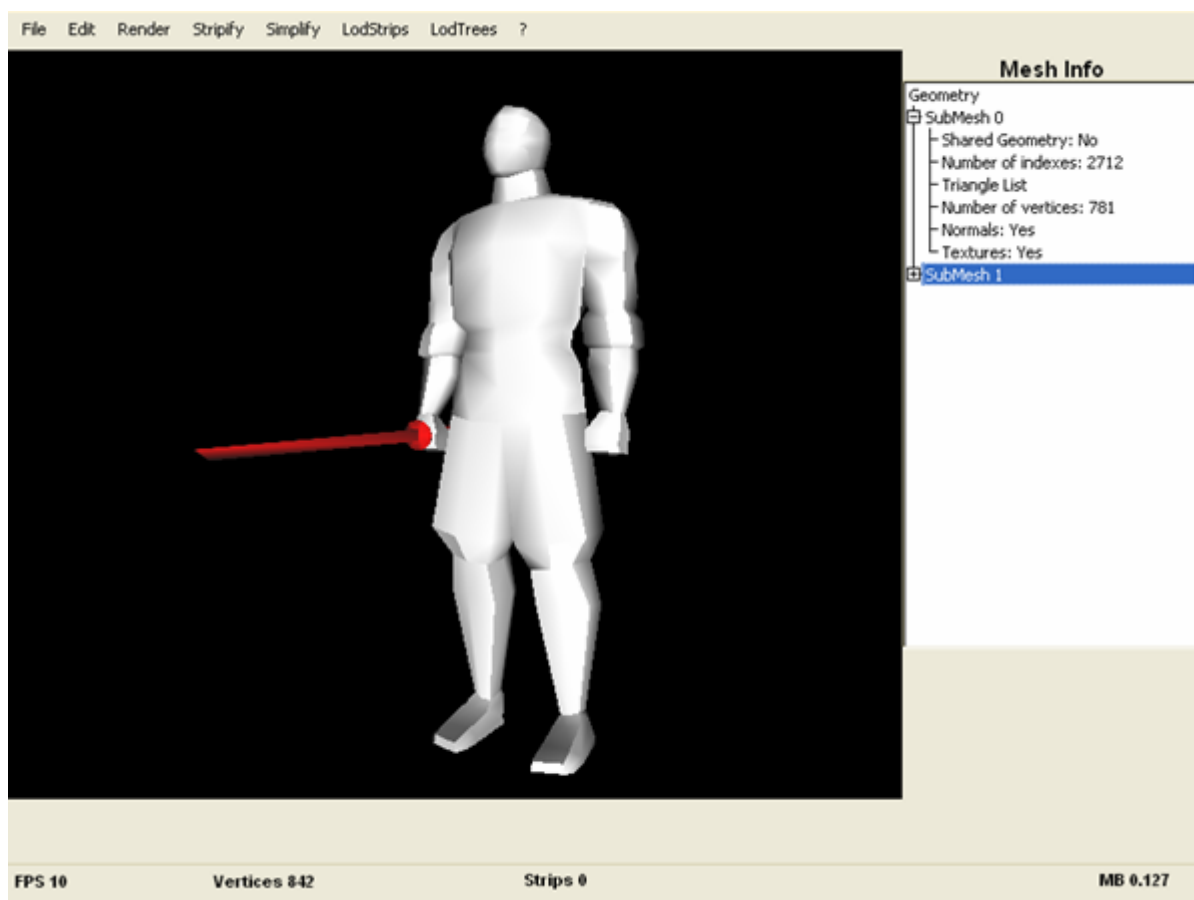 File Edit Render Stripify Simplify LodStrips LodTrees ?
Mesh Info
Geometry
SubMesh 0
Shared Geometry: No
Number of indexes: 2712
Triangle List
Number of vertices: 781
Normals: Yes
Textures: Yes
SubMesh 1
FPS 10 Vertices 842 Strips 0 MB 0.127